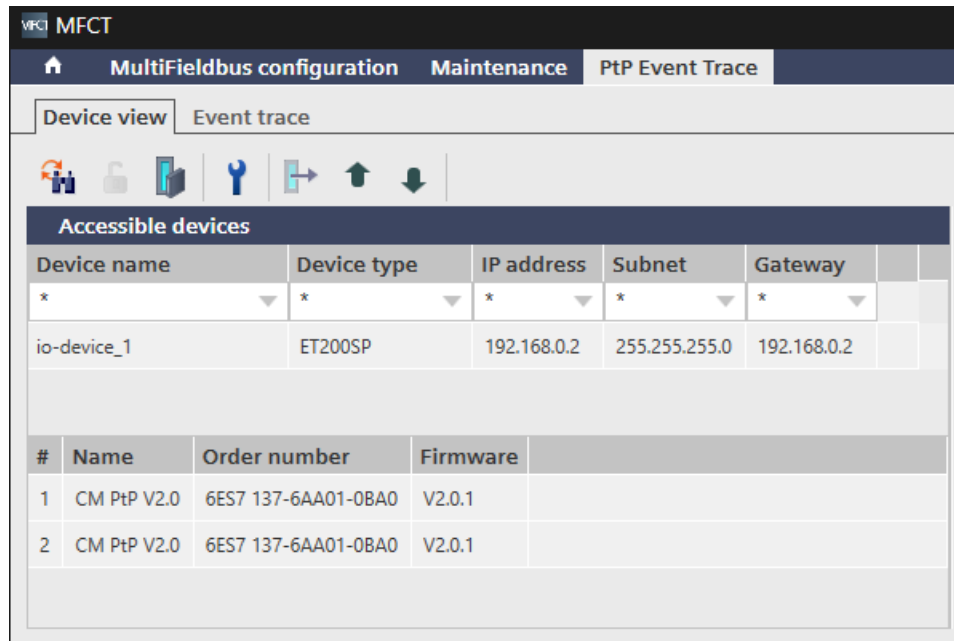 MFCT MFCT
MultiFieldbus configuration Maintenance PtP Event Trace
Device view Event trace
Accessible devices
Device name Device type IP address Subnet Gateway
* * * * *
io-device_1 ET200SP 192.168.0.2 255.255.255.0 192.168.0.2
# Name Order number Firmware
1 CM PtP V2.0 6ES7 137-6AA01-0BA0 V2.0.1
2 CM PtP V2.0 6ES7 137-6AA01-0BA0 V2.0.1